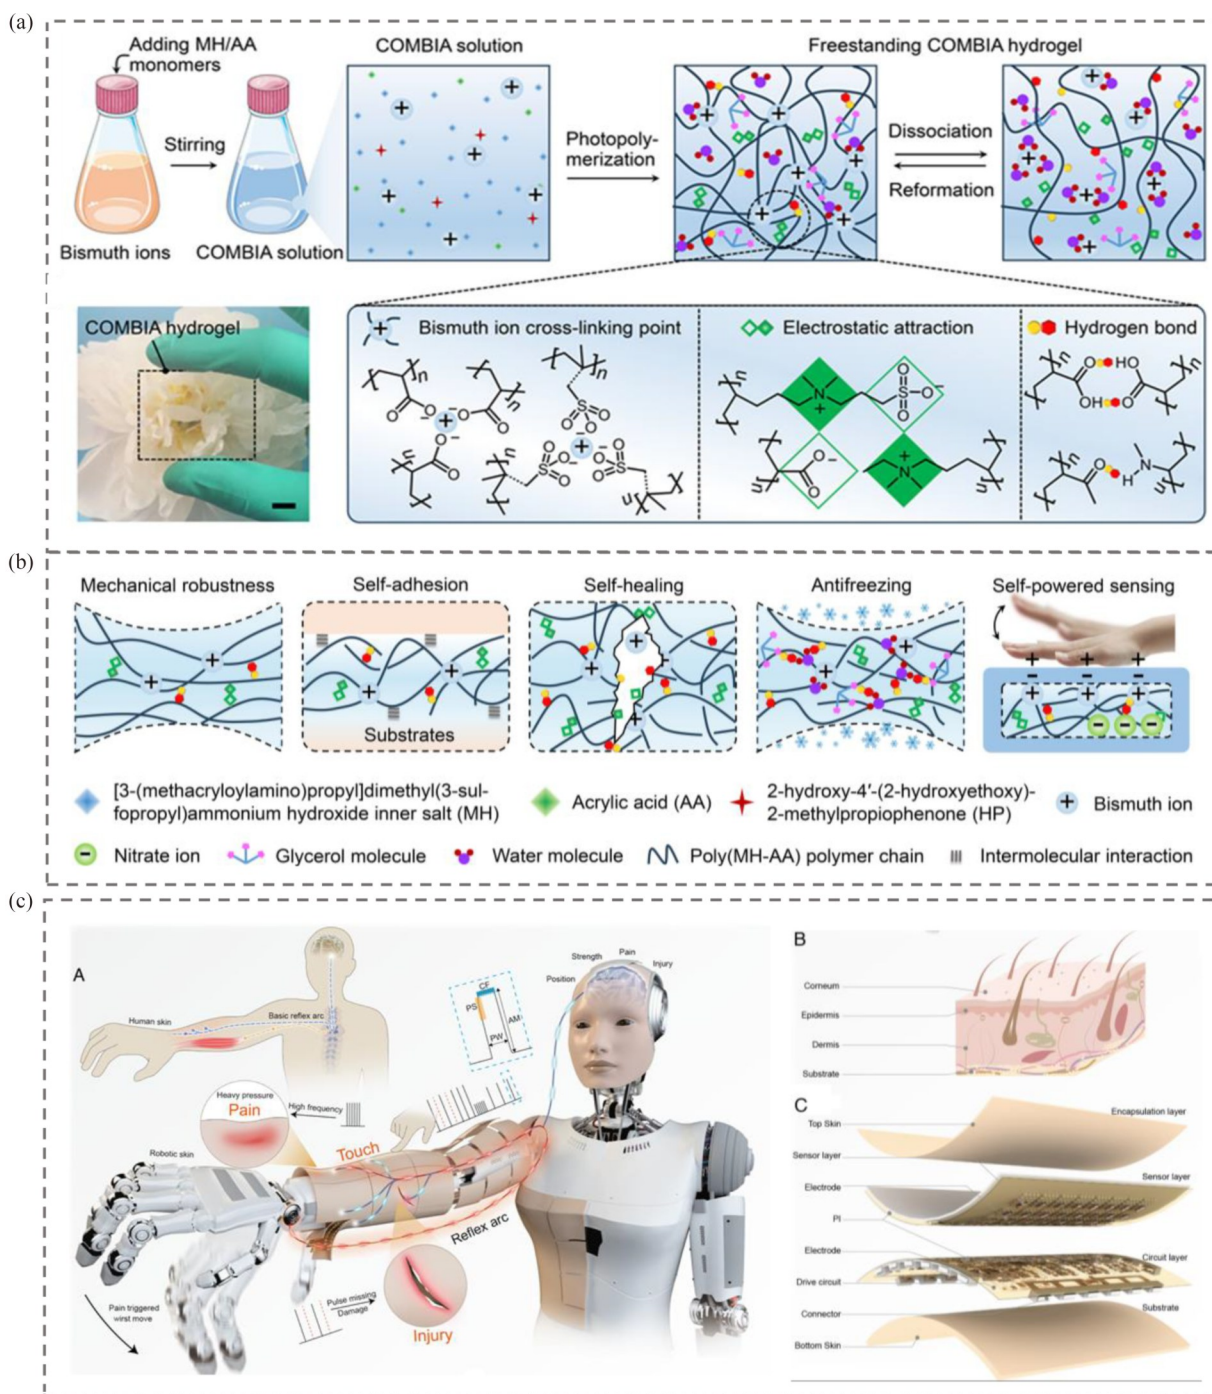 (a)
Adding MH/AA
monomers
Stirring
Bismuth ions
COMBIA solution
COMBIA solution
Photopoly-
merization
Freestanding COMBIA hydrogel
Dissociation
Reformation
COMBIA hydrogel
Bismuth ion cross-linking point
Electrostatic attraction
Hydrogen bond
(b)
Mechanical robustness
Self-adhesion
Self-healing
Antifreezing
Self-powered sensing
Substrates
[3-(methacryloylamino)propyl]dimethyl(3-sul-
fopropyl)ammonium hydroxide inner salt (MH)
Acrylic acid (AA)
2-hydroxy-4′-(2-hydroxyethoxy)-
2-methylpropiophenone (HP)
Bismuth ion
Nitrate ion
Glycerol molecule
Water molecule
Poly(MH-AA) polymer chain
Intermolecular interaction
(c)
A
Human skin
Basic reflex arc
Heavy pressure
Pain
High frequency
Robotic skin
Touch
CF
PS
AM
PW
Position
Strength
Pain
Injury
Reflex arc
Pain triggered
wirst move
Pulse missing
Damage
Injury
B
Corneum
Epidermis
Dermis
Substrate
C
Top Skin
Encapsulation layer
Sensor layer
Sensor layer
Electrode
PI
Electrode
Circuit layer
Drive circuit
Connector
Substrate
Bottom Skin